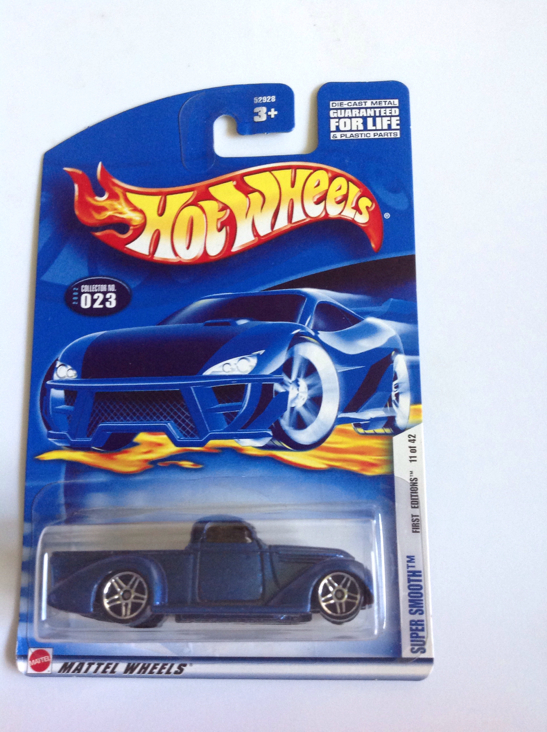 52928
3+
DIE-CAST METAL
GUARANTEED
FOR LIFE
& PLASTIC PARTS
HOT WHEELS®
2002
COLLECTOR NO.
023
FIRST EDITIONS™ 11 of 42
SUPER SMOOTH™
MATTEL
MATTEL WHEELS